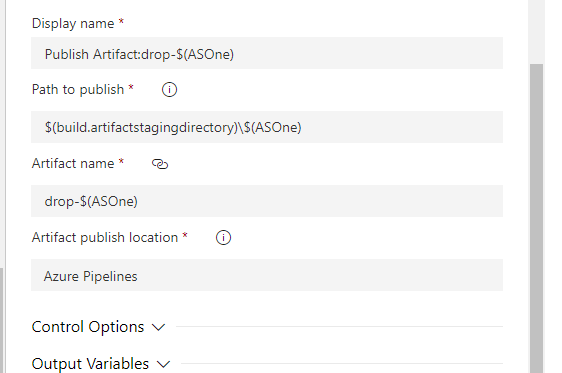 Display name *
Publish Artifact:drop-$(ASOne)
Path to publish *
$(build.artifactstagingdirectory)\$(ASOne)
Artifact name *
drop-$(ASOne)
Artifact publish location *
Azure Pipelines
Control Options
Output Variables